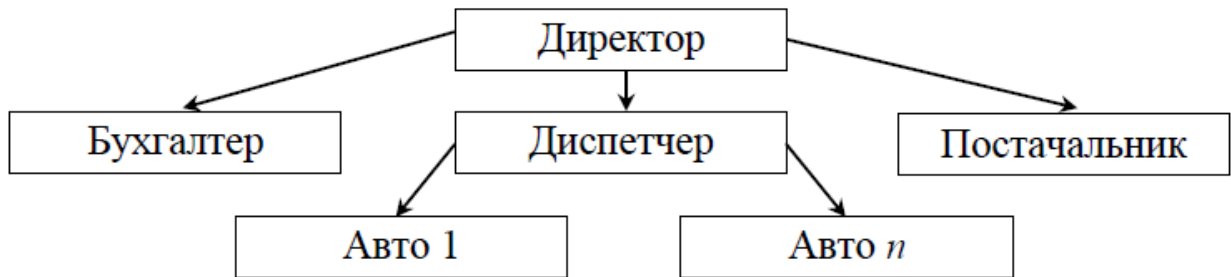 Директор
Бухгалтер
Диспетчер
Постачальник
Авто 1
Авто n